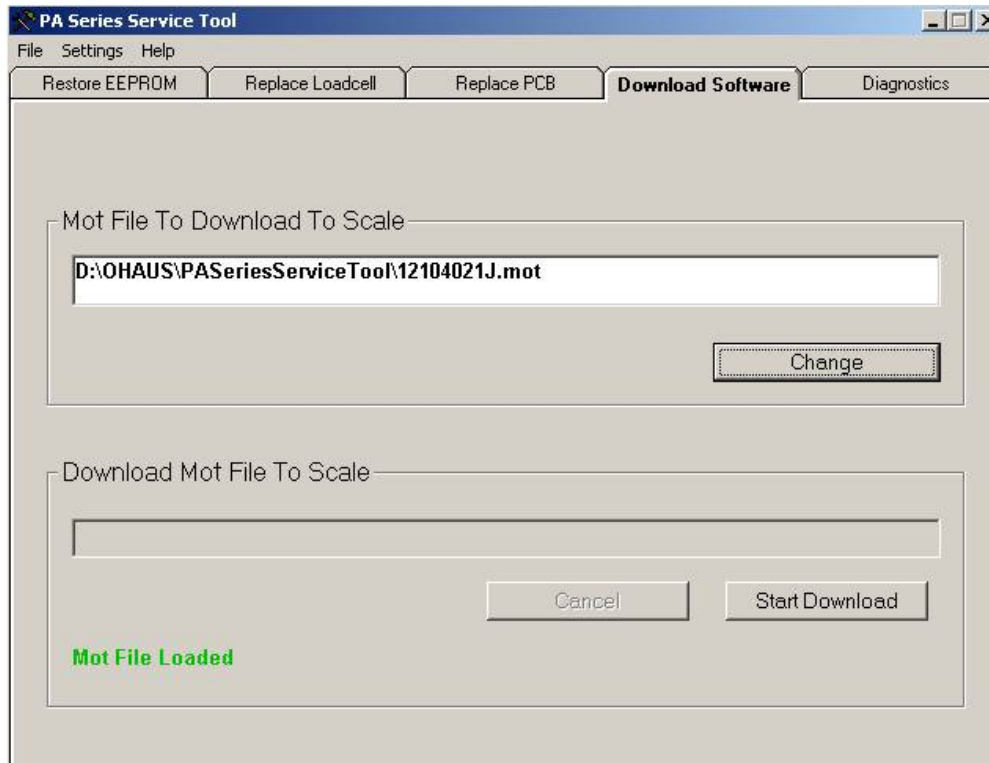 PA Series Service Tool
File Settings Help
Restore EEPROM Replace Loadcell Replace PCB Download Software Diagnostics
Mot File To Download To Scale
D:\OHAUS\PASeriesServiceTool\12104021J.mot
Change
Download Mot File To Scale
Cancel Start Download
Mot File Loaded